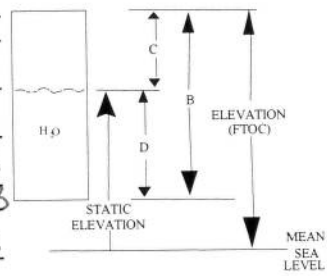 C
B
ELEVATION
(FTOC)
H₂O
D
STATIC
ELEVATION
MEAN
SEA
LEVEL